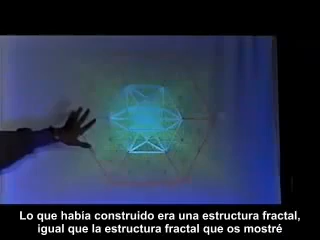 Lo que había construido era una estructura fractal,
igual que la estructura fractal que os mostré